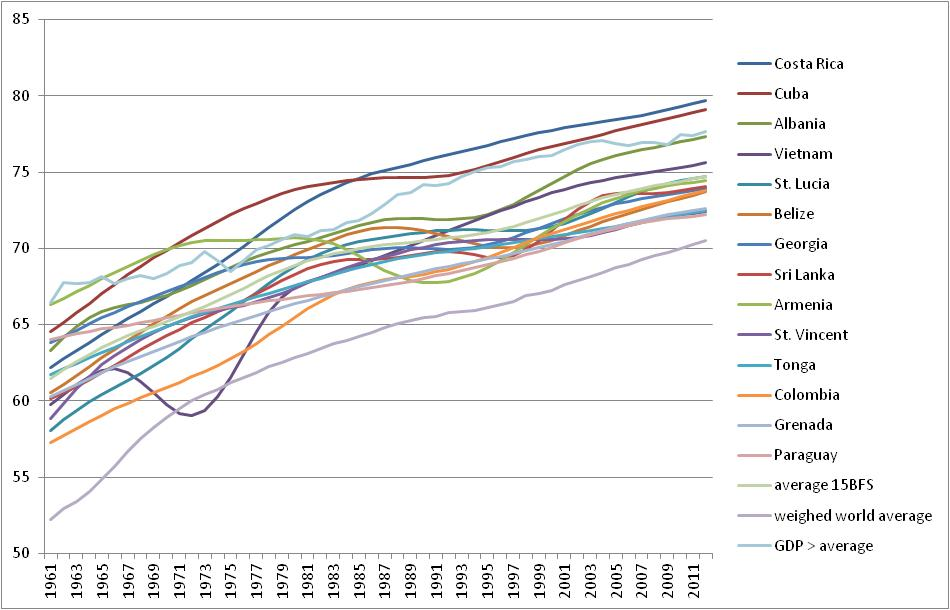 85
80
75
70
65
60
55
50
1961
1963
1965
1967
1969
1971
1973
1975
1977
1979
1981
1983
1985
1987
1989
1991
1993
1995
1997
1999
2001
2003
2005
2007
2009
2011
Costa Rica
Cuba
Albania
Vietnam
St. Lucia
Belize
Georgia
Sri Lanka
Armenia
St. Vincent
Tonga
Colombia
Grenada
Paraguay
average 15BFS
weighed world average
GDP > average